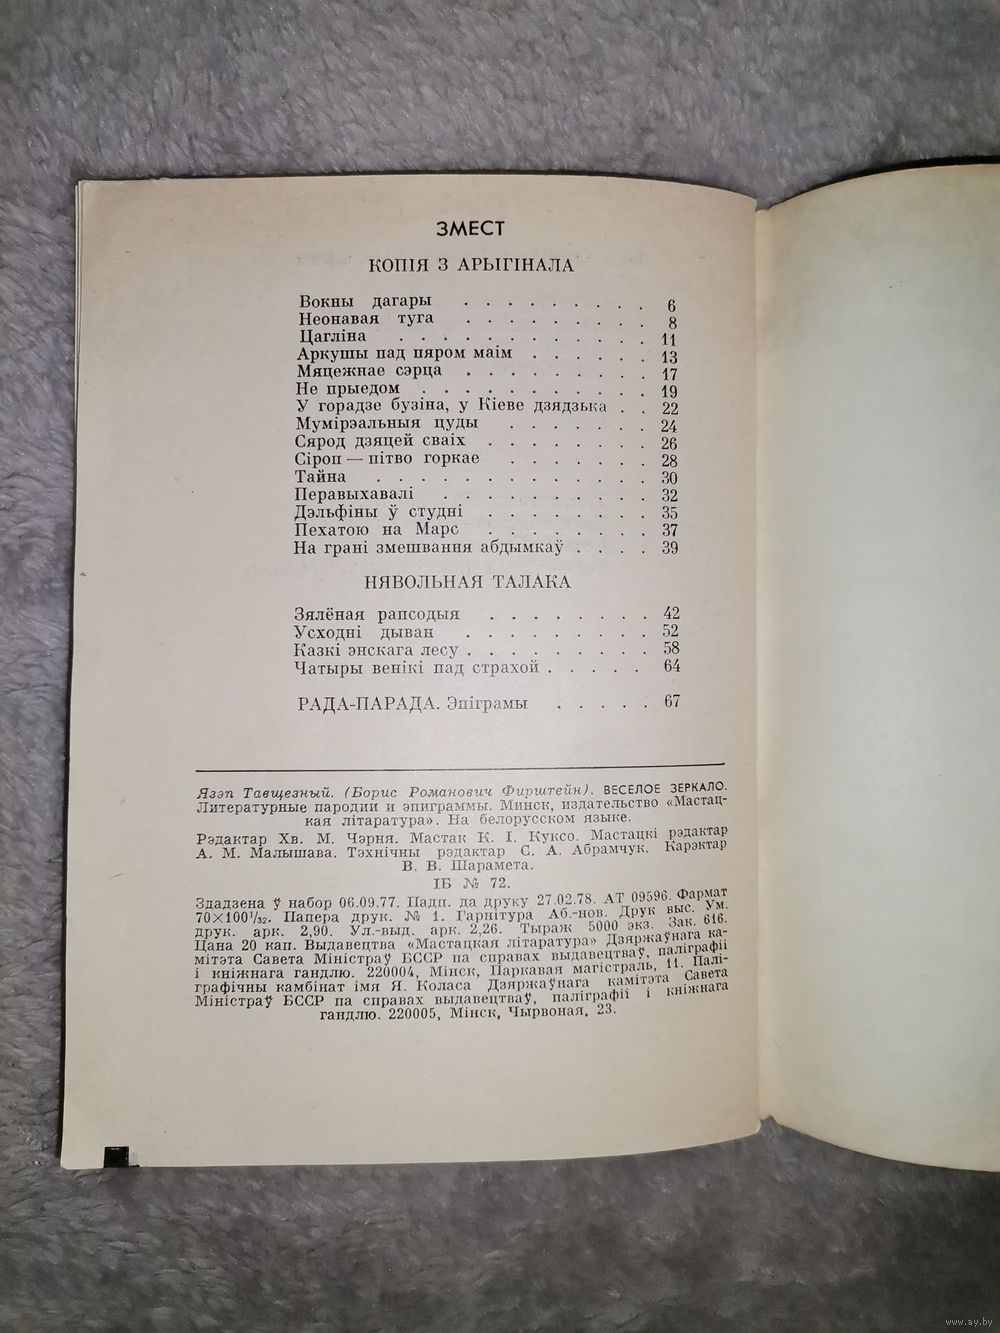 ЗМЕСТ
КОПІЯ З АРЫГІНАЛА
Вокны дагары . . . . . . . . . 6
Неонавая туга . . . . . . . . . 8
Цагліна . . . . . . . . . . . . 11
Аркушы пад пяром маім . . . . . . 13
Мяцежнае сэрца . . . . . . . . . 17
Не прыедом . . . . . . . . . . . 19
У горадзе бузіна, у Кіеве дзядзька . . 22
Мумірэальныя цуды . . . . . . . 24
Сярод дзяцей сваіх . . . . . . . . 26
Сіроп — пітво горкае . . . . . . . 28
Тайна . . . . . . . . . . . . . 30
Перавыхавалі . . . . . . . . . . 32
Дэльфіны ў студні . . . . . . . . 35
Пехатою на Марс . . . . . . . . 37
На грані змешвання абдымкаў . . . . 39
НЯВОЛЬНАЯ ТАЛАКА
Зялёная рапсодыя . . . . . . . . 42
Усходні дыван . . . . . . . . . 52
Казкі энскага лесу . . . . . . . . . 58
Чатыры венікі пад страхой . . . . . 64
РАДА-ПАРАДА. Эпіграмы . . . . . 67
Язэп Тавщезный. (Борис Романович Фирштейн). ВЕСЕЛОЕ ЗЕРКАЛО.
Литературные пародии и эпиграммы. Минск, издательство «Мастац-
кая літаратура». На белорусском языке.
Рэдактар Хв. М. Чэрня. Мастак К. І. Куксо. Мастацкі рэдактар
А. М. Малышава. Тэхнічны рэдактар С. А. Абрамчук. Карэктар
В. В. Шарамета.
ІБ № 72.
Здадзена ў набор 06.09.77. Падп. да друку 27.02.78. АТ 09596. Фармат
70×100¹/₃₂. Папера друк. № 1. Гарнітура Аб.-нов. Друк выс. Ум.
друк. арк. 2,90. Ул.-выд. арк. 2,26. Тыраж 5000 экз. Зак. 616.
Цана 20 кап. Выдавецтва «Мастацкая літаратура» Дзяржаўнага ка-
мітэта Савета Міністраў БССР па справах выдавецтваў, паліграфіі
і кніжнага гандлю. 220004, Мінск, Паркавая магістраль, 11. Палі-
графічны камбінат імя Я. Коласа Дзяржаўнага камітэта Савета
Міністраў БССР па справах выдавецтваў, паліграфіі і кніжнага
гандлю. 220005, Мінск, Чырвоная, 23.
www.ay.by